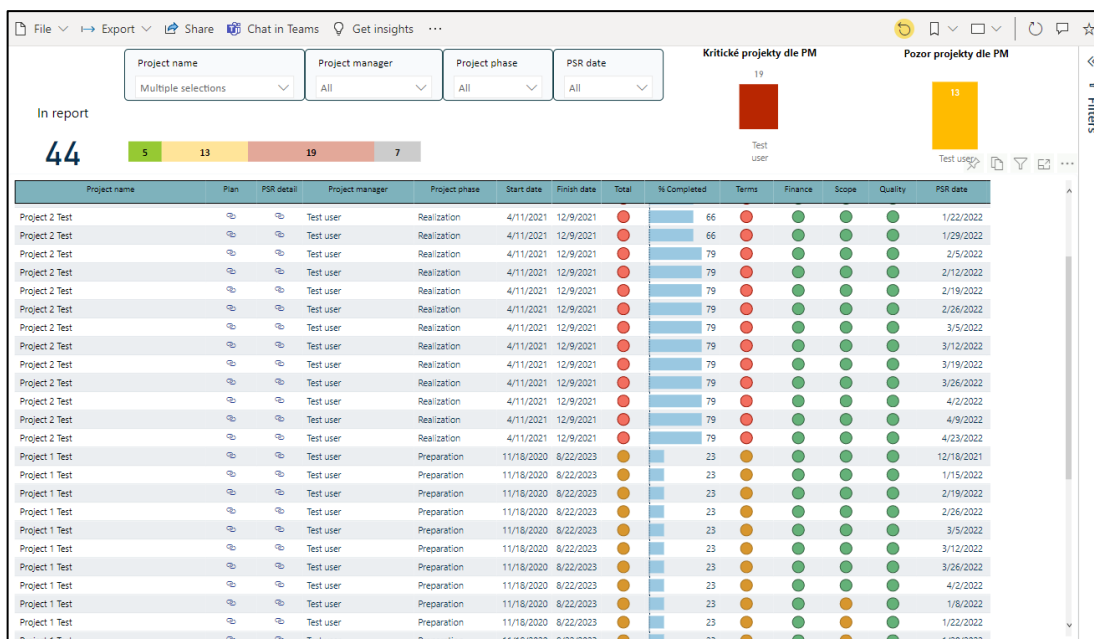 File Export Share Chat in Teams Get insights ...
Kritické projekty dle PM
Pozor projekty dle PM
Project name Project manager Project phase PSR date
Multiple selections All All All
19
13
Test
user
Test user
Filters
In report
44
5 13 19 7
Project name Plan PSR detail Project manager Project phase Start date Finish date Total % Completed Terms Finance Scope Quality PSR date
Project 2 Test Test user Realization 4/11/2021 12/9/2021 66 1/22/2022
Project 2 Test Test user Realization 4/11/2021 12/9/2021 66 1/29/2022
Project 2 Test Test user Realization 4/11/2021 12/9/2021 79 2/5/2022
Project 2 Test Test user Realization 4/11/2021 12/9/2021 79 2/12/2022
Project 2 Test Test user Realization 4/11/2021 12/9/2021 79 2/19/2022
Project 2 Test Test user Realization 4/11/2021 12/9/2021 79 2/26/2022
Project 2 Test Test user Realization 4/11/2021 12/9/2021 79 3/5/2022
Project 2 Test Test user Realization 4/11/2021 12/9/2021 79 3/12/2022
Project 2 Test Test user Realization 4/11/2021 12/9/2021 79 3/19/2022
Project 2 Test Test user Realization 4/11/2021 12/9/2021 79 3/26/2022
Project 2 Test Test user Realization 4/11/2021 12/9/2021 79 4/2/2022
Project 2 Test Test user Realization 4/11/2021 12/9/2021 79 4/9/2022
Project 2 Test Test user Realization 4/11/2021 12/9/2021 79 4/23/2022
Project 1 Test Test user Preparation 11/18/2020 8/22/2023 23 12/18/2021
Project 1 Test Test user Preparation 11/18/2020 8/22/2023 23 1/15/2022
Project 1 Test Test user Preparation 11/18/2020 8/22/2023 23 2/19/2022
Project 1 Test Test user Preparation 11/18/2020 8/22/2023 23 2/26/2022
Project 1 Test Test user Preparation 11/18/2020 8/22/2023 23 3/5/2022
Project 1 Test Test user Preparation 11/18/2020 8/22/2023 23 3/12/2022
Project 1 Test Test user Preparation 11/18/2020 8/22/2023 23 3/26/2022
Project 1 Test Test user Preparation 11/18/2020 8/22/2023 23 4/2/2022
Project 1 Test Test user Preparation 11/18/2020 8/22/2023 23 1/8/2022
Project 1 Test Test user Preparation 11/18/2020 8/22/2023 23 1/22/2022